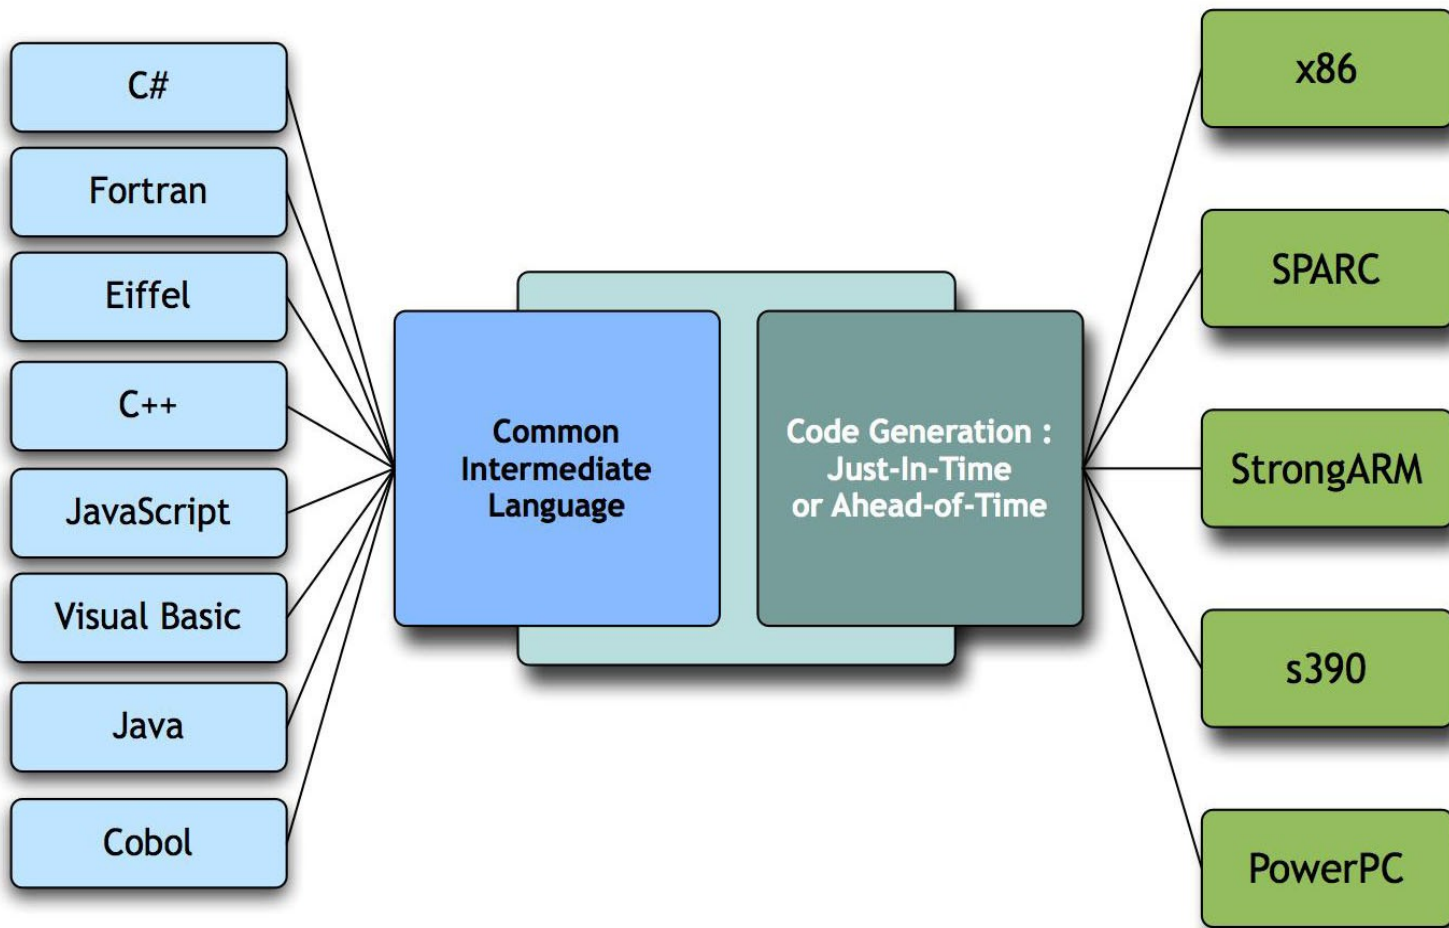 C#
Fortran
Eiffel
C++
JavaScript
Visual Basic
Java
Cobol
Common
Intermediate
Language
Code Generation :
Just-In-Time
or Ahead-of-Time
x86
SPARC
StrongARM
s390
PowerPC